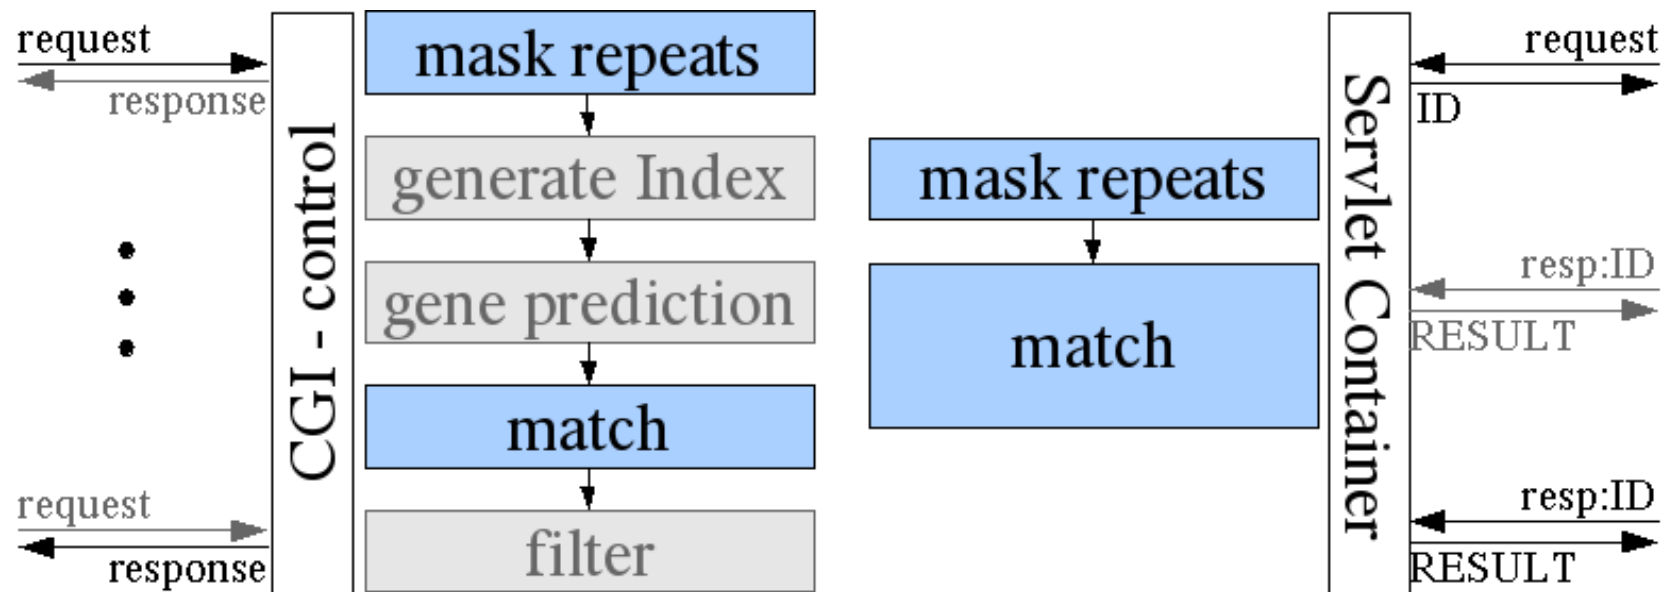 request
response
request
response
CGI - control
mask repeats
generate Index
gene prediction
match
filter
mask repeats
match
Servlet Container
request
ID
resp:ID
RESULT
resp:ID
RESULT